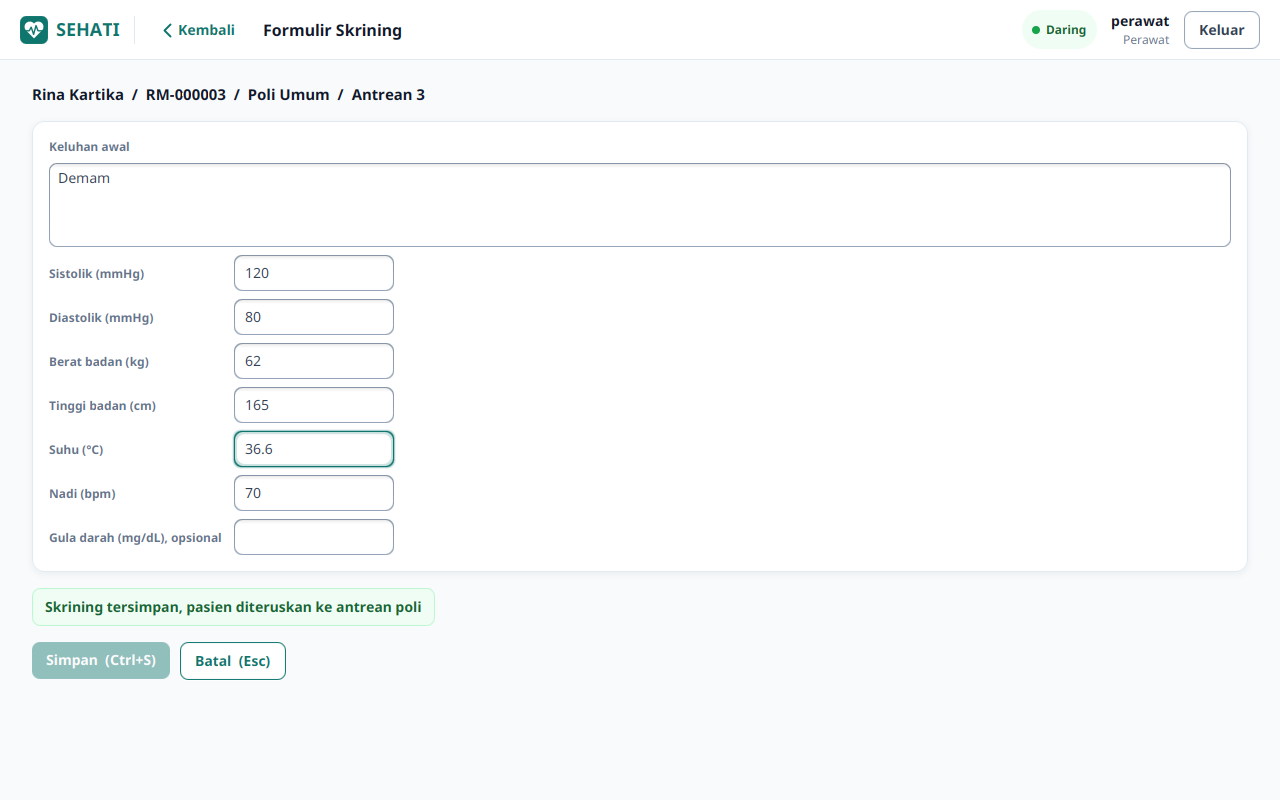 SEHATI
Kembali
Formulir Skrining
Daring
perawat
Perawat
Keluar
Rina Kartika / RM-000003 / Poli Umum / Antrean 3
Keluhan awal
Demam
Sistolik (mmHg) 120
Diastolik (mmHg) 80
Berat badan (kg) 62
Tinggi badan (cm) 165
Suhu (°C) 36.6
Nadi (bpm) 70
Gula darah (mg/dL), opsional
Skrining tersimpan, pasien diteruskan ke antrean poli
Simpan (Ctrl+S)
Batal (Esc)